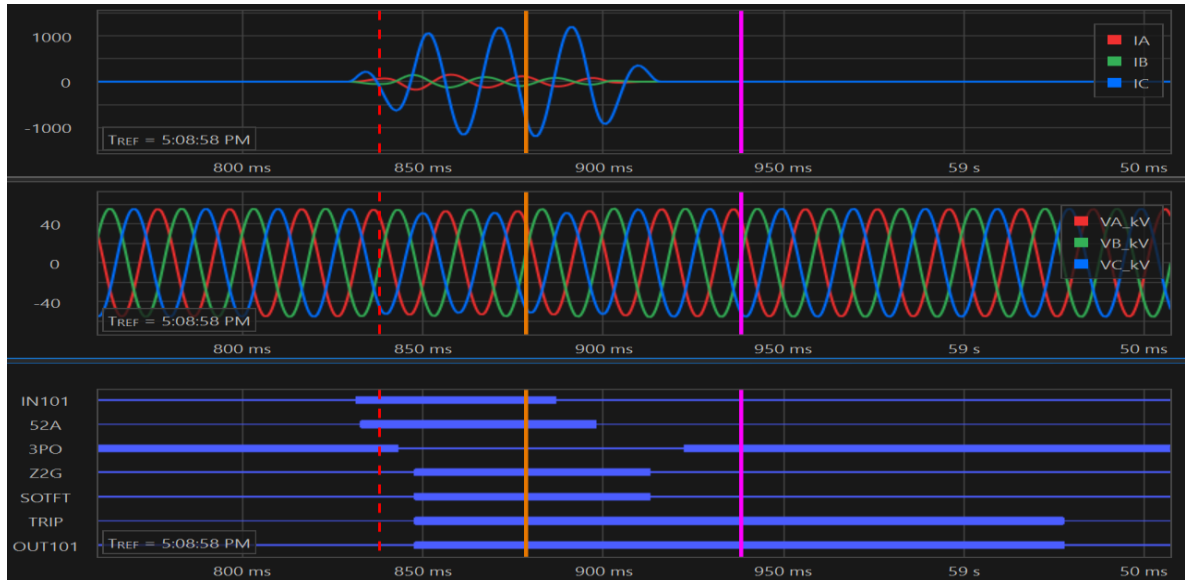 1000
0
-1000
IA
IB
IC
TREF = 5:08:58 PM
800 ms 850 ms 900 ms 950 ms 59 s 50 ms
40
0
-40
VA_kV
VB_kV
VC_kV
TREF = 5:08:58 PM
800 ms 850 ms 900 ms 950 ms 59 s 50 ms
IN101
52A
3PO
Z2G
SOTFT
TRIP
OUT101
TREF = 5:08:58 PM
800 ms 850 ms 900 ms 950 ms 59 s 50 ms